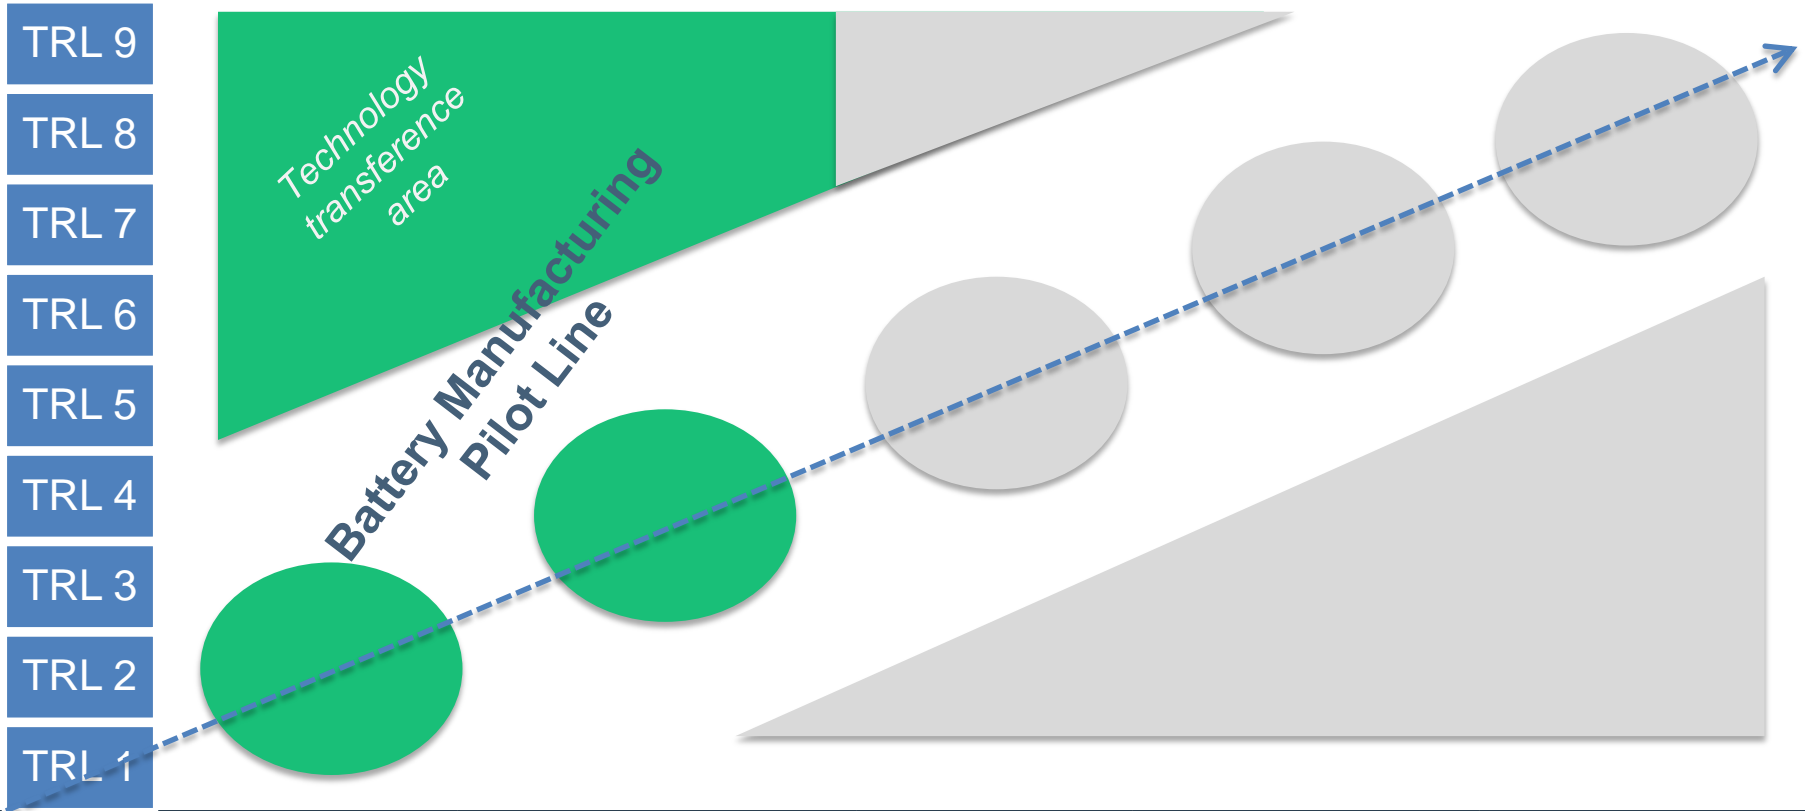 TRL 9
TRL 8
TRL 7
TRL 6
TRL 5
TRL 4
TRL 3
TRL 2
TRL 1
Technology
transference
area
Battery Manufacturing
Pilot Line